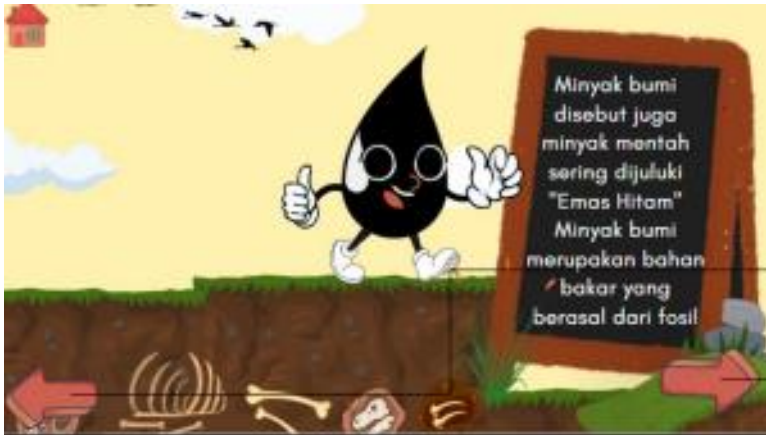 Minyak bumi
disebut juga
minyak mentah
sering dijuluki
"Emas Hitam"
Minyak bumi
merupakan bahan
bakar yang
berasal dari fosil